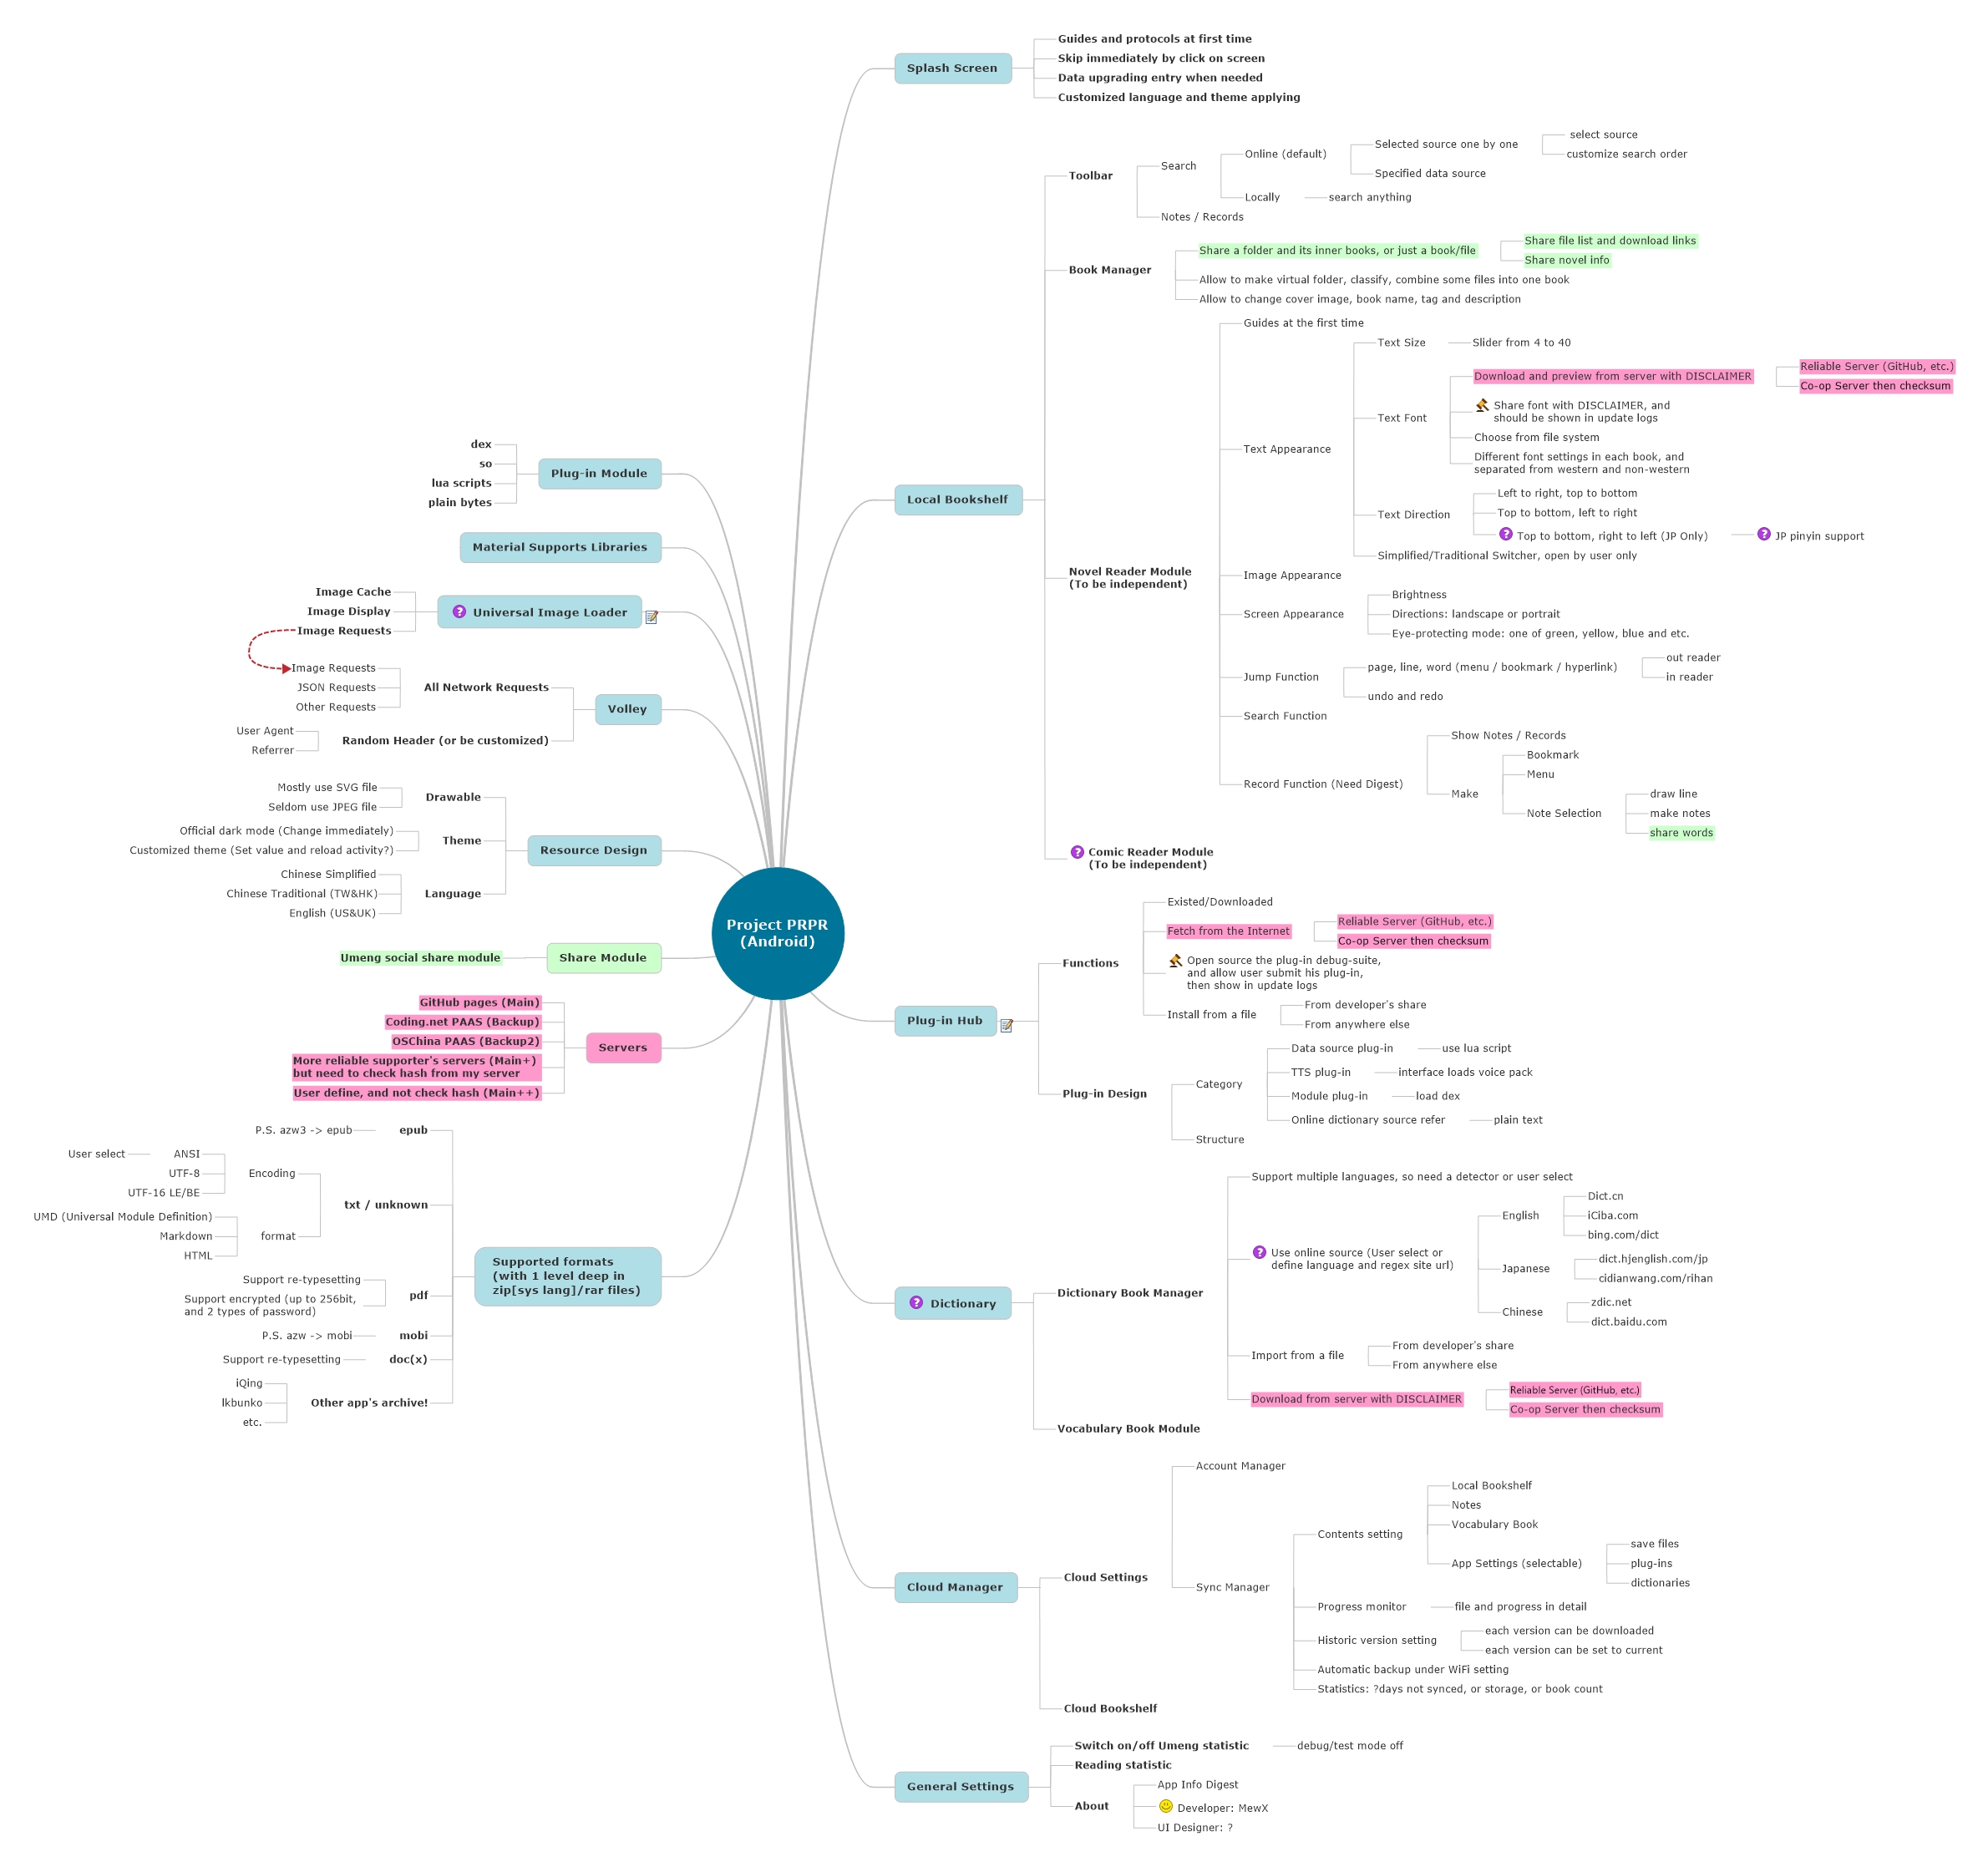 Project PRPR
(Android)
Splash Screen
Guides and protocols at first time
Skip immediately by click on screen
Data upgrading entry when needed
Customized language and theme applying
Local Bookshelf
Toolbar
Search
Online (default)
Selected source one by one
select source
customize search order
Specified data source
Locally
search anything
Notes / Records
Book Manager
Share a folder and its inner books, or just a book/file
Share file list and download links
Share novel info
Allow to make virtual folder, classify, combine some files into one book
Allow to change cover image, book name, tag and description
Novel Reader Module
(To be independent)
Guides at the first time
Text Appearance
Text Size
Slider from 4 to 40
Text Font
Download and preview from server with DISCLAIMER
Reliable Server (GitHub, etc.)
Co-op Server then checksum
Share font with DISCLAIMER, and
should be shown in update logs
Choose from file system
Different font settings in each book, and
separated from western and non-western
Text Direction
Left to right, top to bottom
Top to bottom, left to right
Top to bottom, right to left (JP Only)
JP pinyin support
Simplified/Traditional Switcher, open by user only
Image Appearance
Screen Appearance
Brightness
Directions: landscape or portrait
Eye-protecting mode: one of green, yellow, blue and etc.
Jump Function
page, line, word (menu / bookmark / hyperlink)
out reader
in reader
undo and redo
Search Function
Record Function (Need Digest)
Show Notes / Records
Make
Bookmark
Menu
Note Selection
draw line
make notes
share words
Comic Reader Module
(To be independent)
Plug-in Hub
Functions
Existed/Downloaded
Fetch from the Internet
Reliable Server (GitHub, etc.)
Co-op Server then checksum
Open source the plug-in debug-suite,
and allow user submit his plug-in,
then show in update logs
Install from a file
From developer's share
From anywhere else
Plug-in Design
Category
Data source plug-in
use lua script
TTS plug-in
interface loads voice pack
Module plug-in
load dex
Online dictionary source refer
plain text
Structure
Dictionary
Dictionary Book Manager
Support multiple languages, so need a detector or user select
Use online source (User select or
define language and regex site url)
English
Dict.cn
iCiba.com
bing.com/dict
Japanese
dict.hjenglish.com/jp
cidianwang.com/rihan
Chinese
zdic.net
dict.baidu.com
Import from a file
From developer's share
From anywhere else
Download from server with DISCLAIMER
Reliable Server (GitHub, etc.)
Co-op Server then checksum
Vocabulary Book Module
Cloud Manager
Cloud Settings
Account Manager
Sync Manager
Contents setting
Local Bookshelf
Notes
Vocabulary Book
App Settings (selectable)
save files
plug-ins
dictionaries
Progress monitor
file and progress in detail
Historic version setting
each version can be downloaded
each version can be set to current
Automatic backup under WiFi setting
Statistics: ?days not synced, or storage, or book count
Cloud Bookshelf
General Settings
Switch on/off Umeng statistic
debug/test mode off
Reading statistic
About
App Info Digest
Developer: MewX
UI Designer: ?
Plug-in Module
dex
so
lua scripts
plain bytes
Material Supports Libraries
Universal Image Loader
Image Cache
Image Display
Image Requests
Volley
All Network Requests
Image Requests
JSON Requests
Other Requests
Random Header (or be customized)
User Agent
Referrer
Resource Design
Drawable
Mostly use SVG file
Seldom use JPEG file
Theme
Official dark mode (Change immediately)
Customized theme (Set value and reload activity?)
Language
Chinese Simplified
Chinese Traditional (TW&HK)
English (US&UK)
Share Module
Umeng social share module
Servers
GitHub pages (Main)
Coding.net PAAS (Backup)
OSChina PAAS (Backup2)
More reliable supporter's servers (Main+)
but need to check hash from my server
User define, and not check hash (Main++)
Supported formats
(with 1 level deep in
zip[sys lang]/rar files)
epub
P.S. azw3 -> epub
txt / unknown
Encoding
ANSI
User select
UTF-8
UTF-16 LE/BE
format
UMD (Universal Module Definition)
Markdown
HTML
pdf
Support re-typesetting
Support encrypted (up to 256bit,
and 2 types of password)
mobi
P.S. azw -> mobi
doc(x)
Support re-typesetting
Other app's archive!
iQing
lkbunko
etc.